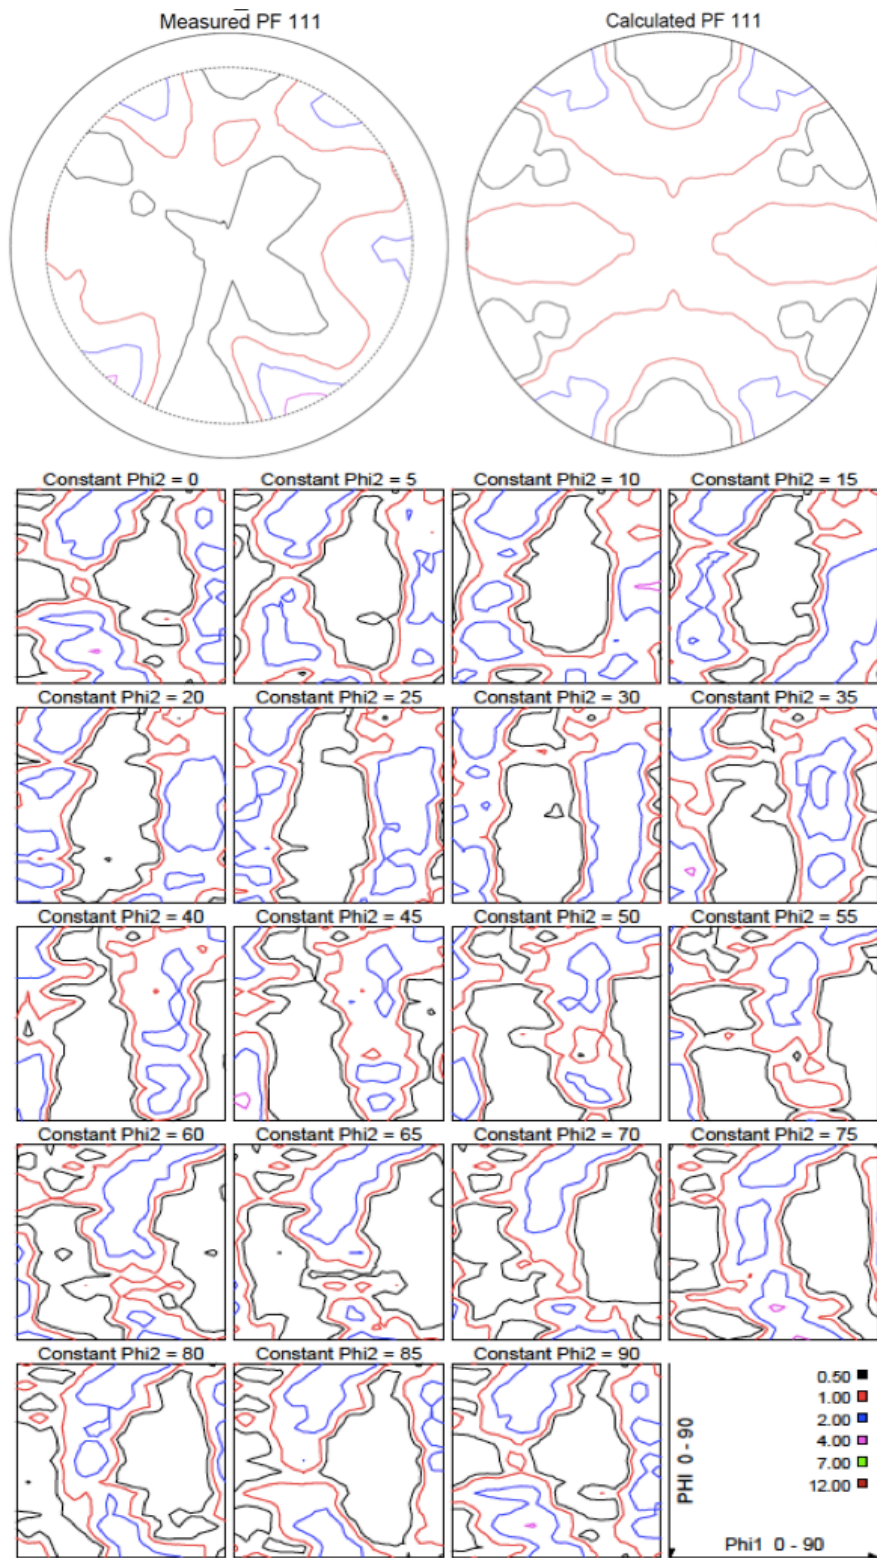 Measured PF 111
Calculated PF 111
Constant Phi2 = 0
Constant Phi2 = 5
Constant Phi2 = 10
Constant Phi2 = 15
Constant Phi2 = 20
Constant Phi2 = 25
Constant Phi2 = 30
Constant Phi2 = 35
Constant Phi2 = 40
Constant Phi2 = 45
Constant Phi2 = 50
Constant Phi2 = 55
Constant Phi2 = 60
Constant Phi2 = 65
Constant Phi2 = 70
Constant Phi2 = 75
Constant Phi2 = 80
Constant Phi2 = 85
Constant Phi2 = 90
0.50
1.00
2.00
4.00
7.00
12.00
PHI 0 - 90
Phi1 0 - 90